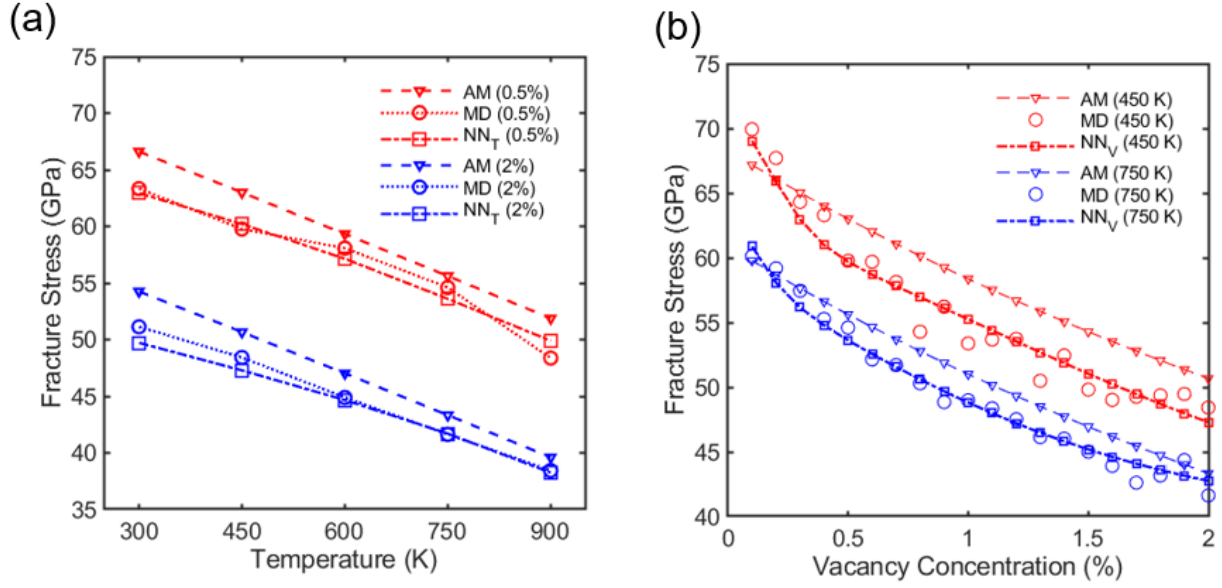 (a)
75
70
65
60
55
50
45
40
35
Fracture Stress (GPa)
300 450 600 750 900
Temperature (K)
AM (0.5%)
MD (0.5%)
NN_T (0.5%)
AM (2%)
MD (2%)
NN_T (2%)
(b)
75
70
65
60
55
50
45
40
Fracture Stress (GPa)
0 0.5 1 1.5 2
Vacancy Concentration (%)
AM (450 K)
MD (450 K)
NN_V (450 K)
AM (750 K)
MD (750 K)
NN_V (750 K)